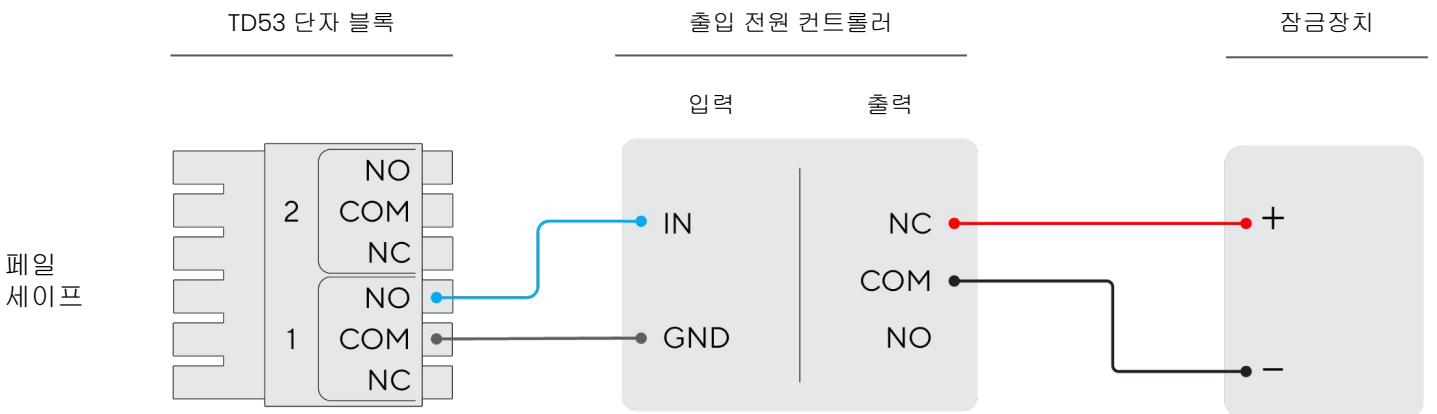 TD53 단자 블록
출입 전원 컨트롤러
잠금장치
입력
출력
페일
세이프
2
NO
COM
NC
1
NO
COM
NC
IN
GND
NC
COM
NO
+
−